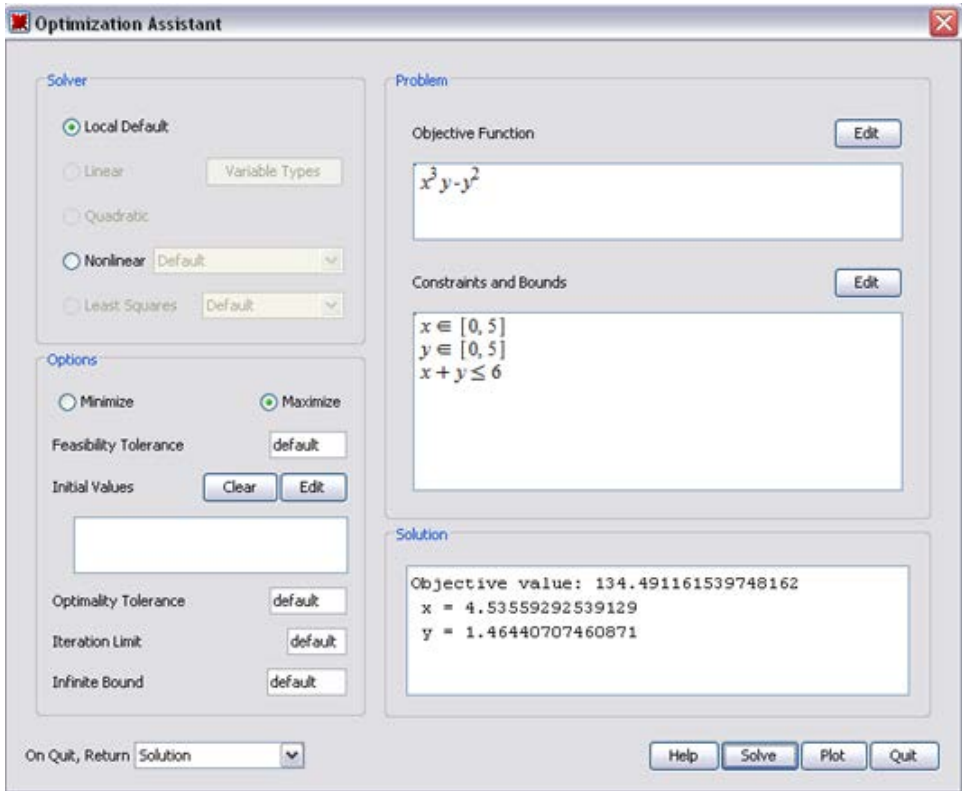 Optimization Assistant
Solver
Local Default
Linear Variable Types
Quadratic
Nonlinear Default
Least Squares Default
Options
Minimize Maximize
Feasibility Tolerance default
Initial Values Clear Edit
Optimality Tolerance default
Iteration Limit default
Infinite Bound default
On Quit, Return Solution
Problem
Objective Function Edit
x³ y-y²
Constraints and Bounds Edit
x ∈ [0, 5]
y ∈ [0, 5]
x + y ≤ 6
Solution
Objective value: 134.491161539748162
x = 4.53559292539129
y = 1.46440707460871
Help Solve Plot Quit